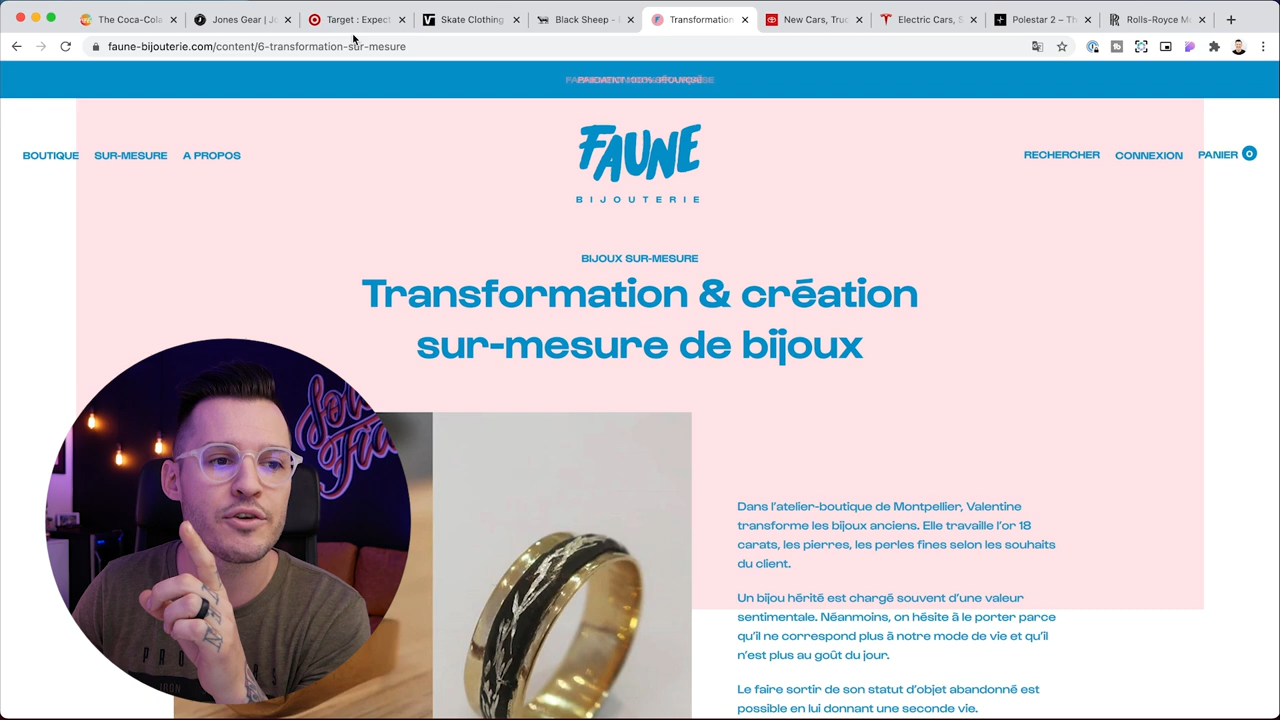 The Coca-Cola
Jones Gear | Jo
Target : Expect
Skate Clothing
Black Sheep -
Transformation
New Cars, Truc
Electric Cars, S
Polestar 2 – Th
Rolls-Royce Mo
faune-bijouterie.com/content/6-transformation-sur-mesure
BOUTIQUE SUR-MESURE A PROPOS
FAUNE
BIJOUTERIE
RECHERCHER CONNEXION PANIER 0
BIJOUX SUR-MESURE
Transformation & création
sur-mesure de bijoux
Dans l'atelier-boutique de Montpellier, Valentine
transforme les bijoux anciens. Elle travaille l'or 18
carats, les pierres, les perles fines selon les souhaits
du client.
Un bijou hérité est chargé souvent d'une valeur
sentimentale. Néanmoins, on hésite à le porter parce
qu'il ne correspond plus à notre mode de vie et qu'il
n'est plus au goût du jour.
Le faire sortir de son statut d'objet abandonné est
possible en lui donnant une seconde vie.